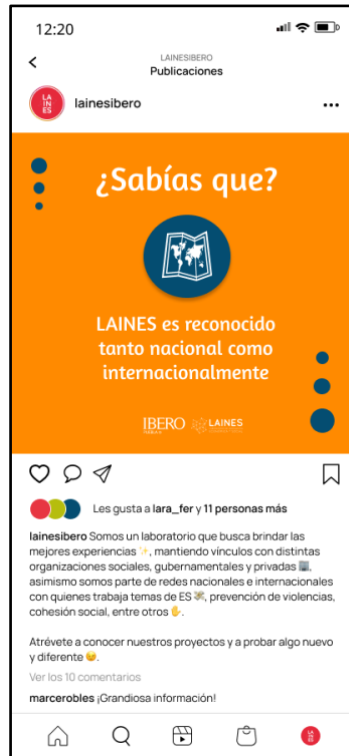 12:20
LAINESIBERO
Publicaciones
LA
IN
ES
lainesibero
¿Sabías que?
LAINES es reconocido
tanto nacional como
internacionalmente
IBERO LAINES
Les gusta a lara_fer y 11 personas más
lainesibero Somos un laboratorio que busca brindar las
mejores experiencias ✨, manteniendo vínculos con distintas
organizaciones sociales, gubernamentales y privadas 🏢,
asimismo somos parte de redes nacionales e internacionales
con quienes trabaja temas de ES 💸, prevención de violencias,
cohesión social, entre otros ✋.
Atrévete a conocer nuestros proyectos y a probar algo nuevo
y diferente 😉.
Ver los 10 comentarios
marcerobles ¡Grandiosa información!